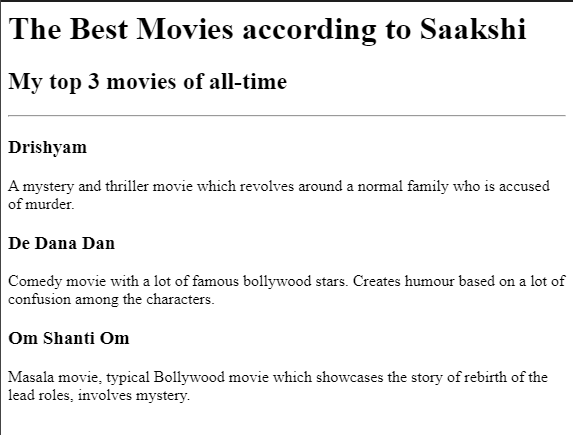 The Best Movies according to Saakshi
My top 3 movies of all-time
Drishyam
A mystery and thriller movie which revolves around a normal family who is accused
of murder.
De Dana Dan
Comedy movie with a lot of famous bollywood stars. Creates humour based on a lot of
confusion among the characters.
Om Shanti Om
Masala movie, typical Bollywood movie which showcases the story of rebirth of the
lead roles, involves mystery.